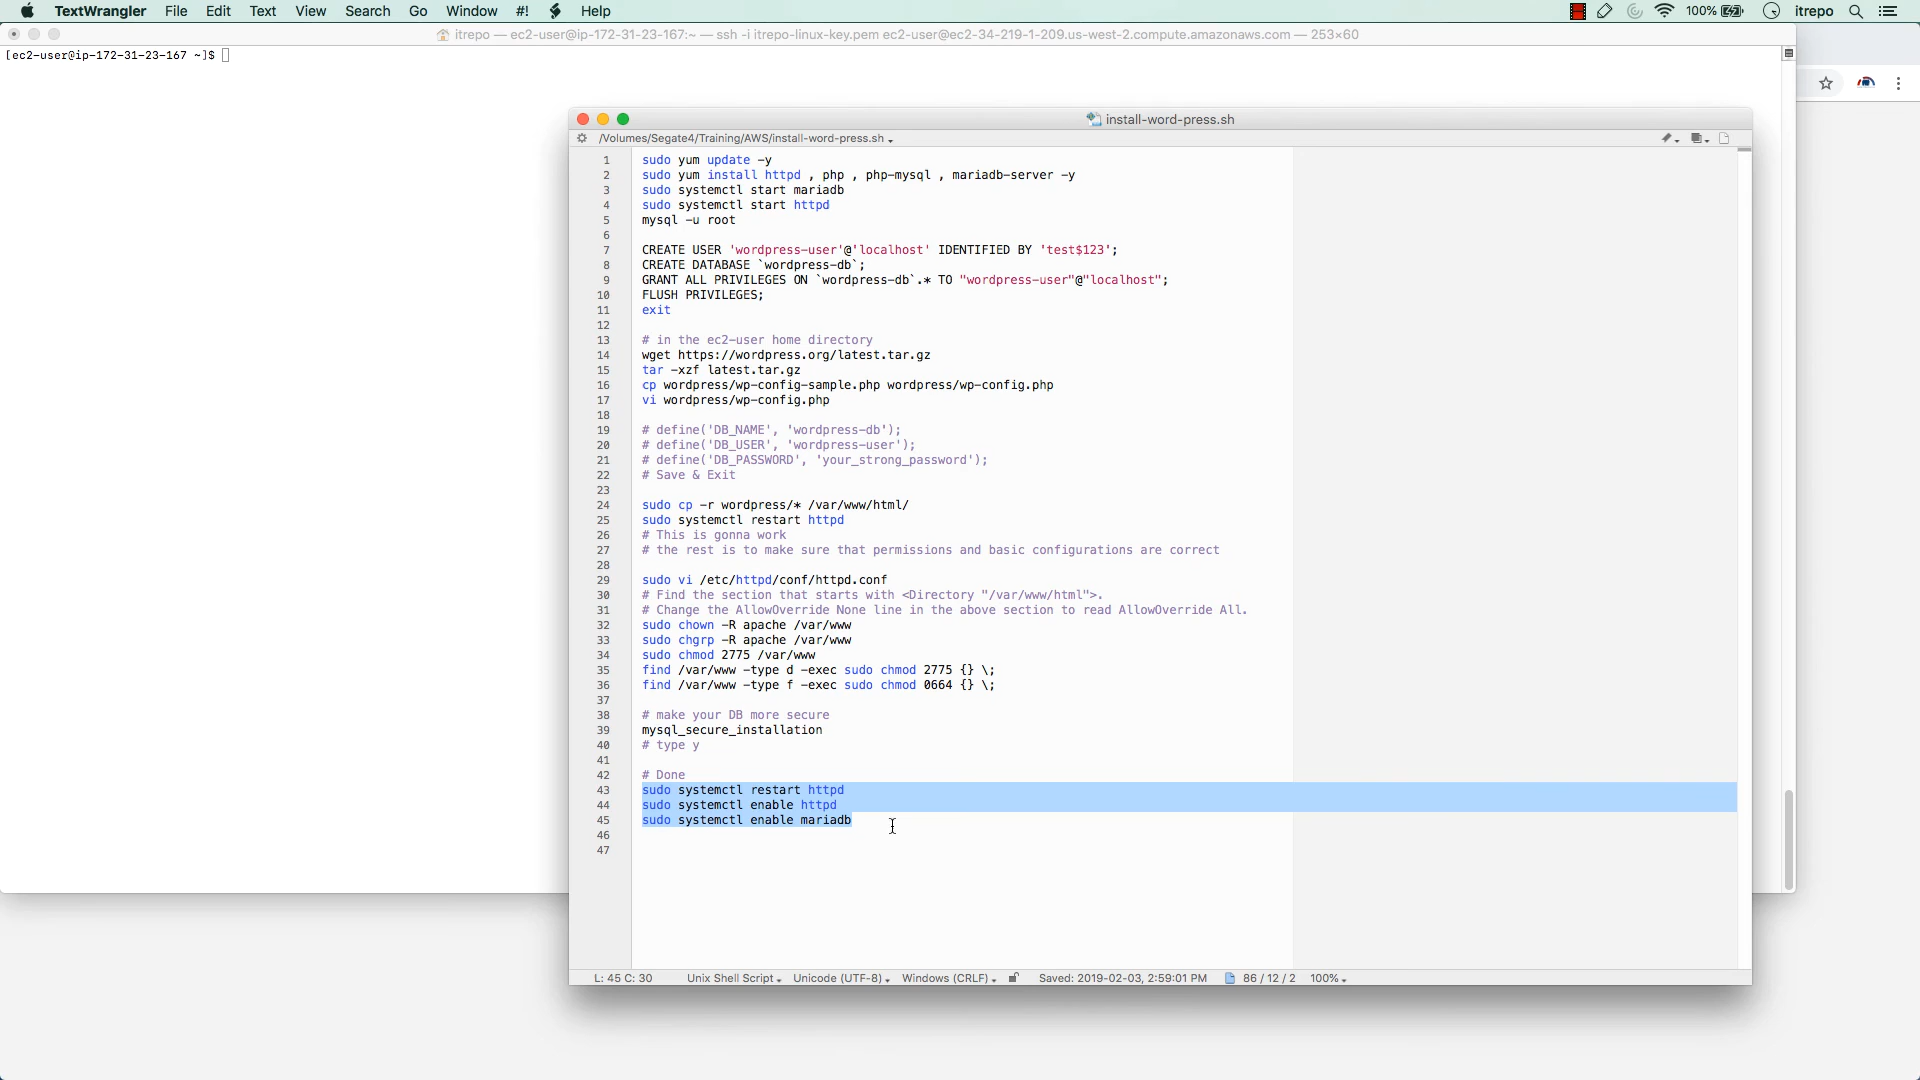 TextWrangler File Edit Text View Search Go Window #! Help 100% itrepo
itrepo — ec2-user@ip-172-31-23-167:~ — ssh -i itrepo-linux-key.pem ec2-user@ec2-34-219-1-209.us-west-2.compute.amazonaws.com — 253×60
[ec2-user@ip-172-31-23-167 ~]$
install-word-press.sh
/Volumes/Segate4/Training/AWS/install-word-press.sh
1 sudo yum update -y
2 sudo yum install httpd , php , php-mysql , mariadb-server -y
3 sudo systemctl start mariadb
4 sudo systemctl start httpd
5 mysql -u root
6
7 CREATE USER 'wordpress-user'@'localhost' IDENTIFIED BY 'test$123';
8 CREATE DATABASE `wordpress-db`;
9 GRANT ALL PRIVILEGES ON `wordpress-db`.* TO "wordpress-user"@"localhost";
10 FLUSH PRIVILEGES;
11 exit
12
13 # in the ec2-user home directory
14 wget https://wordpress.org/latest.tar.gz
15 tar -xzf latest.tar.gz
16 cp wordpress/wp-config-sample.php wordpress/wp-config.php
17 vi wordpress/wp-config.php
18
19 # define('DB_NAME', 'wordpress-db');
20 # define('DB_USER', 'wordpress-user');
21 # define('DB_PASSWORD', 'your_strong_password');
22 # Save & Exit
23
24 sudo cp -r wordpress/* /var/www/html/
25 sudo systemctl restart httpd
26 # This is gonna work
27 # the rest is to make sure that permissions and basic configurations are correct
28
29 sudo vi /etc/httpd/conf/httpd.conf
30 # Find the section that starts with <Directory "/var/www/html">.
31 # Change the AllowOverride None line in the above section to read AllowOverride All.
32 sudo chown -R apache /var/www
33 sudo chgrp -R apache /var/www
34 sudo chmod 2775 /var/www
35 find /var/www -type d -exec sudo chmod 2775 {} \;
36 find /var/www -type f -exec sudo chmod 0664 {} \;
37
38 # make your DB more secure
39 mysql_secure_installation
40 # type y
41
42 # Done
43 sudo systemctl restart httpd
44 sudo systemctl enable httpd
45 sudo systemctl enable mariadb
46
47
L: 45 C: 30 Unix Shell Script Unicode (UTF-8) Windows (CRLF) Saved: 2019-02-03, 2:59:01 PM 86 / 12 / 2 100%